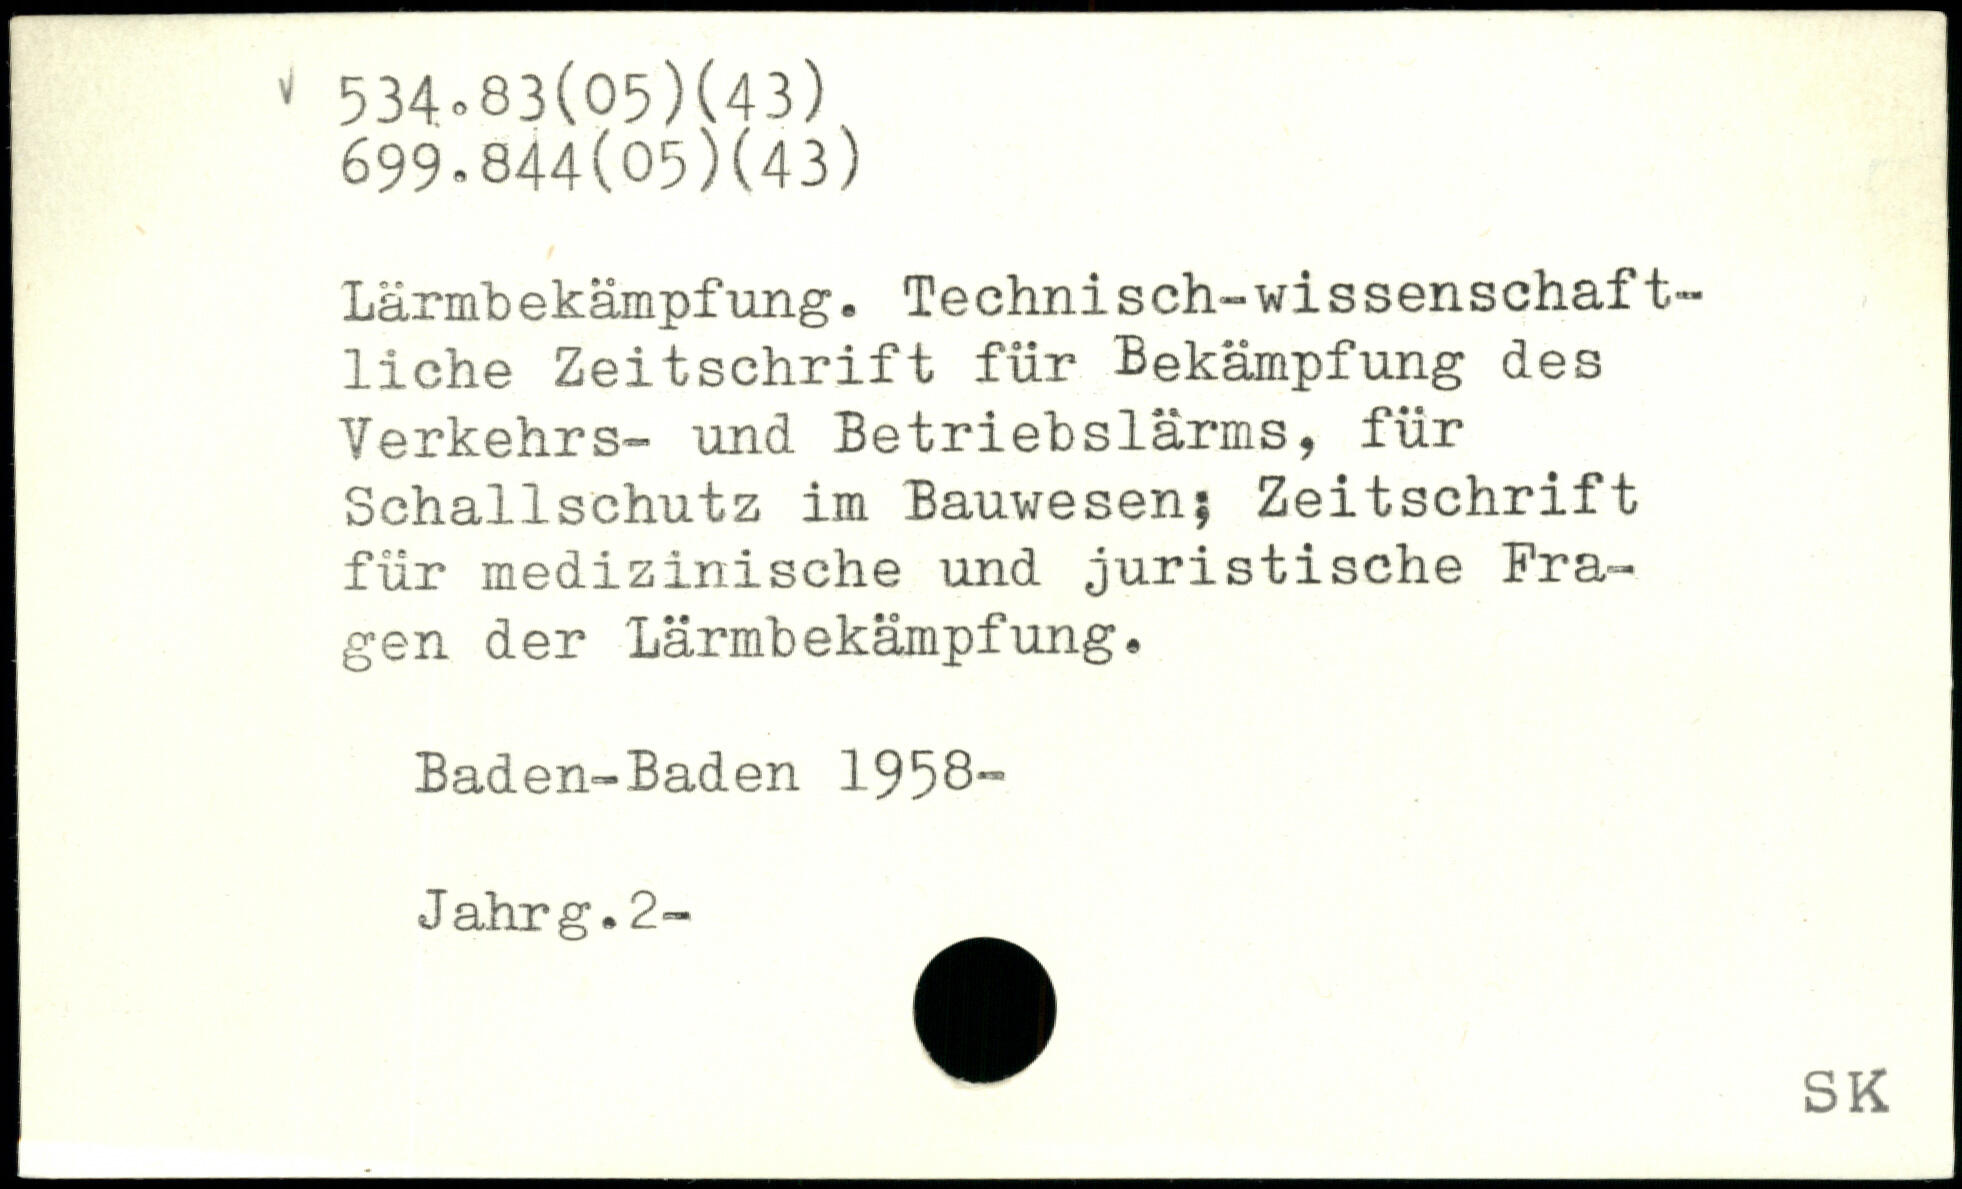 √ 534.83(05)(43)
699.844(05)(43)
Lärmbekämpfung. Technisch-wissenschaft-
liche Zeitschrift für Bekämpfung des
Verkehrs- und Betriebslärms, für
Schallschutz im Bauwesen; Zeitschrift
für medizinische und juristische Fra-
gen der Lärmbekämpfung.
Baden-Baden 1958-
Jahrg.2-
SK